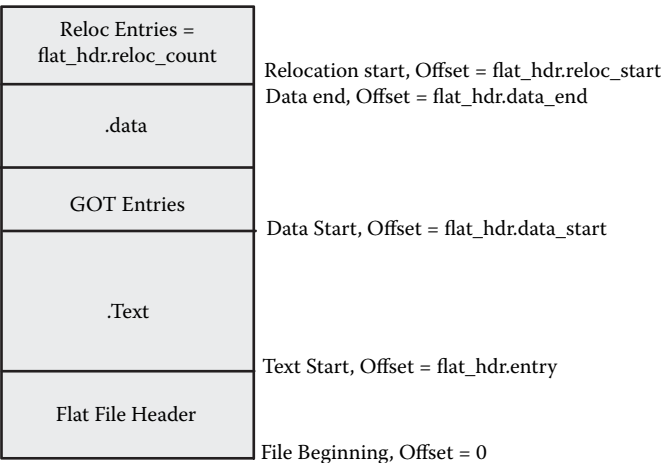 Reloc Entries =
flat_hdr.reloc_count
Relocation start, Offset = flat_hdr.reloc_start
Data end, Offset = flat_hdr.data_end
.data
GOT Entries
Data Start, Offset = flat_hdr.data_start
.Text
Text Start, Offset = flat_hdr.entry
Flat File Header
File Beginning, Offset = 0